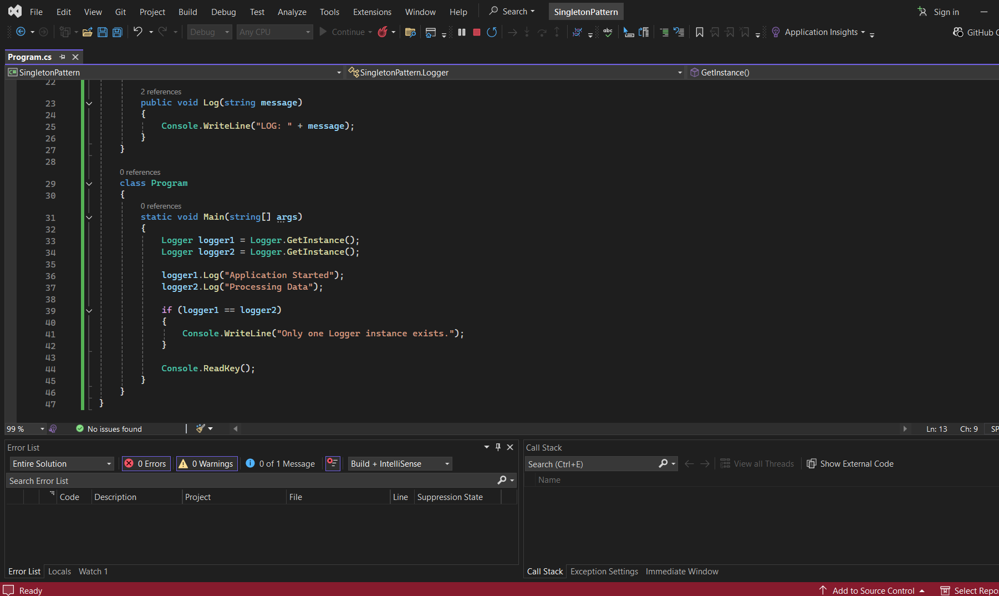 File Edit View Git Project Build Debug Test Analyze Tools Extensions Window Help Search SingletonPattern Sign in
Debug Any CPU Continue Application Insights GitHub C
Program.cs
C# SingletonPattern SingletonPattern.Logger GetInstance()
22
2 references
23 public void Log(string message)
24 {
25 Console.WriteLine("LOG: " + message);
26 }
27 }
28
0 references
29 class Program
30 {
0 references
31 static void Main(string[] args)
32 {
33 Logger logger1 = Logger.GetInstance();
34 Logger logger2 = Logger.GetInstance();
35
36 logger1.Log("Application Started");
37 logger2.Log("Processing Data");
38
39 if (logger1 == logger2)
40 {
41 Console.WriteLine("Only one Logger instance exists.");
42 }
43
44 Console.ReadKey();
45 }
46 }
47 }
99 % No issues found Ln: 13 Ch: 9 SP
Error List
Entire Solution 0 Errors 0 Warnings 0 of 1 Message Build + IntelliSense
Search Error List
Code Description Project File Line Suppression State
Error List Locals Watch 1
Call Stack
Search (Ctrl+E) View all Threads Show External Code
Name
Call Stack Exception Settings Immediate Window
Ready Add to Source Control Select Repo